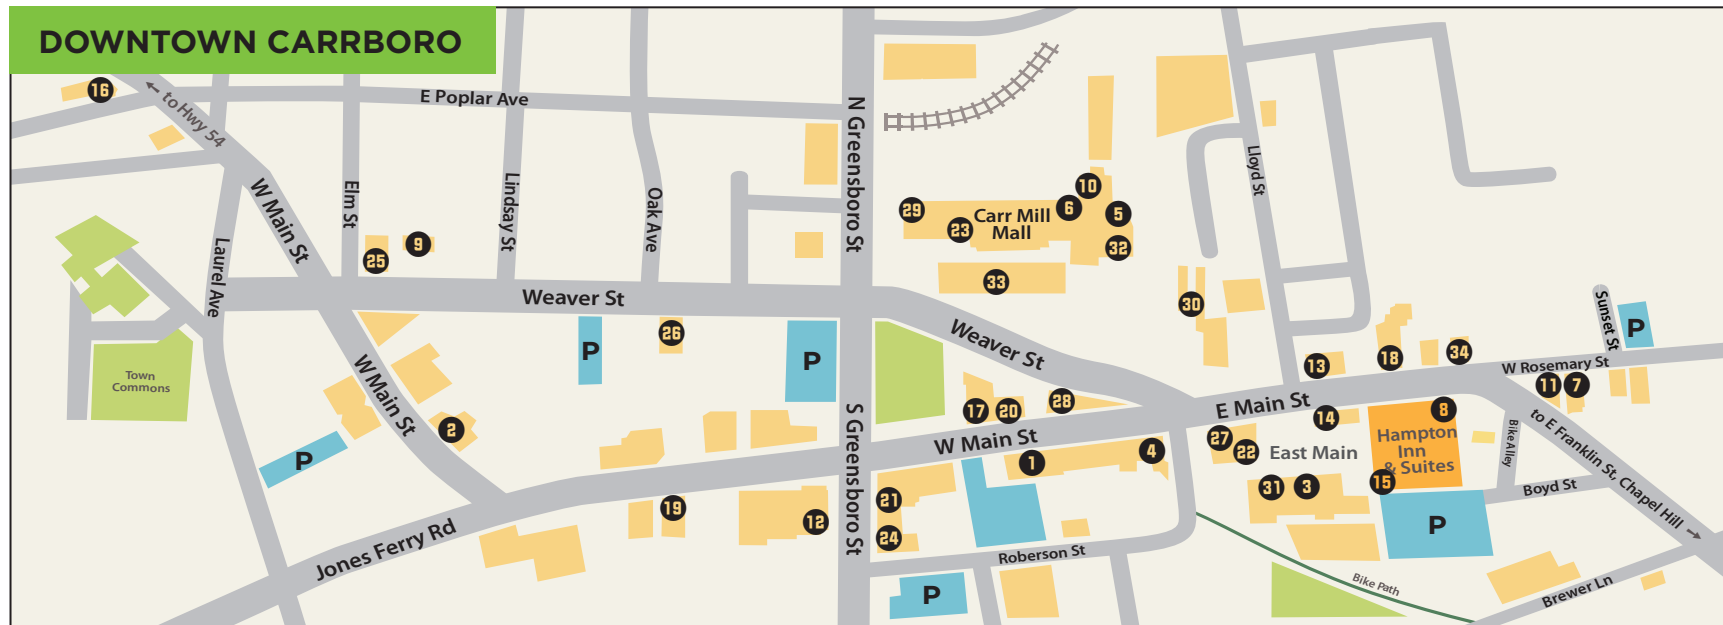 DOWNTOWN CARRBORO
16
to Hwy 54
E Poplar Ave
N Greensboro St
Lloyd St
W Main St
Elm St
Lindsay St
Oak Ave
Laurel Ave
25
9
29
23
Carr Mill
Mall
6
10
5
32
33
30
Weaver St
Weaver St
26
P
P
Town
Commons
W Main St
2
P
S Greensboro St
17
20
28
W Main St
1
4
E Main St
13
18
34
W Rosemary St
Sunset St
P
11
7
14
8
Hampton
Inn
& Suites
15
27
22
East Main
31
3
Bike Alley
to E Franklin St, Chapel Hill
Boyd St
P
Jones Ferry Rd
19
12
21
24
Roberson St
P
Bike Path
Brewer Ln